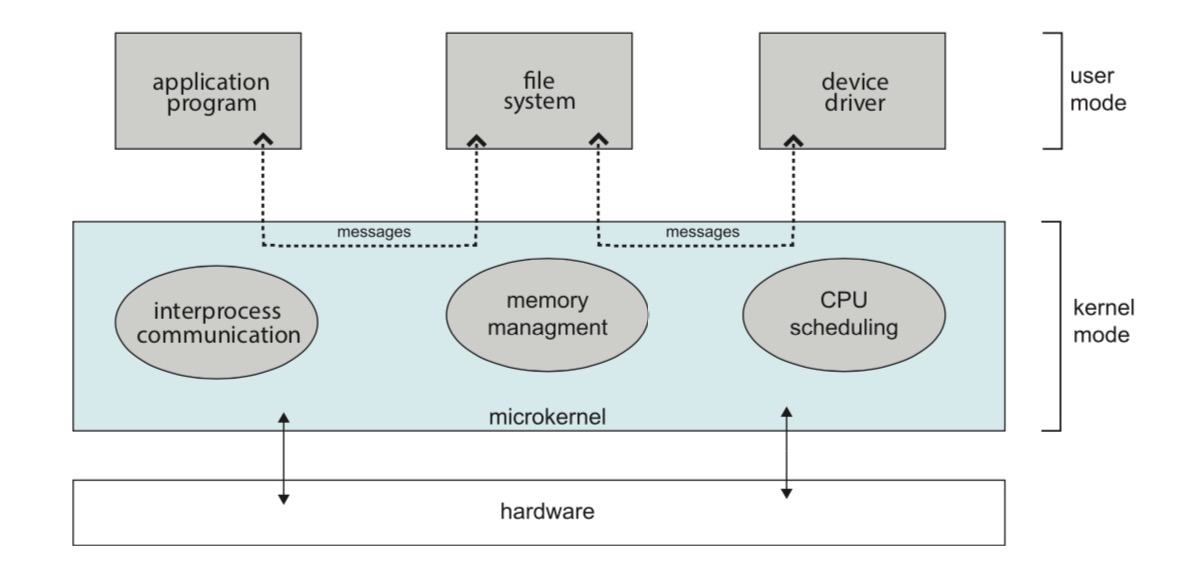 application
program
file
system
device
driver
user
mode
messages
messages
interprocess
communication
memory
managment
CPU
scheduling
kernel
mode
microkernel
hardware